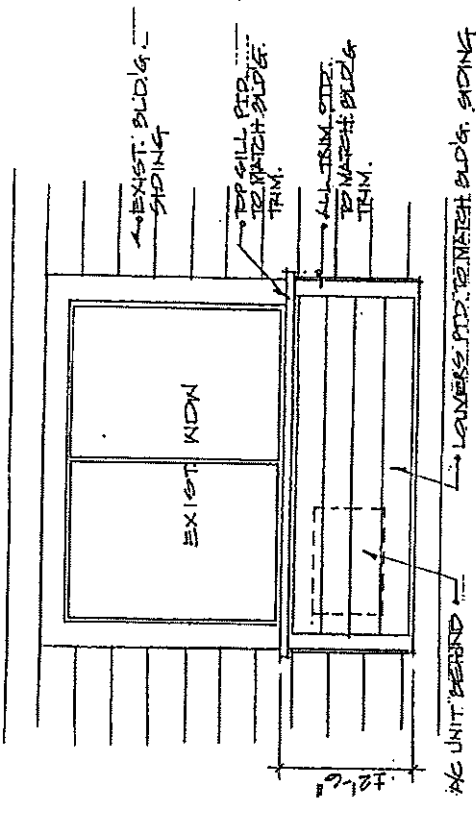 EXIST. BLD'G.
SIDING
TOP SILL PTD.
TO MATCH BLD'G.
TRIM.
ALL TRIM PTD.
TO MATCH BLD'G
TRIM.
EXIST. WDW
±2'-6"
A/C UNIT BEHIND
LOUVERS PTD. TO MATCH BLD'G. SIDING